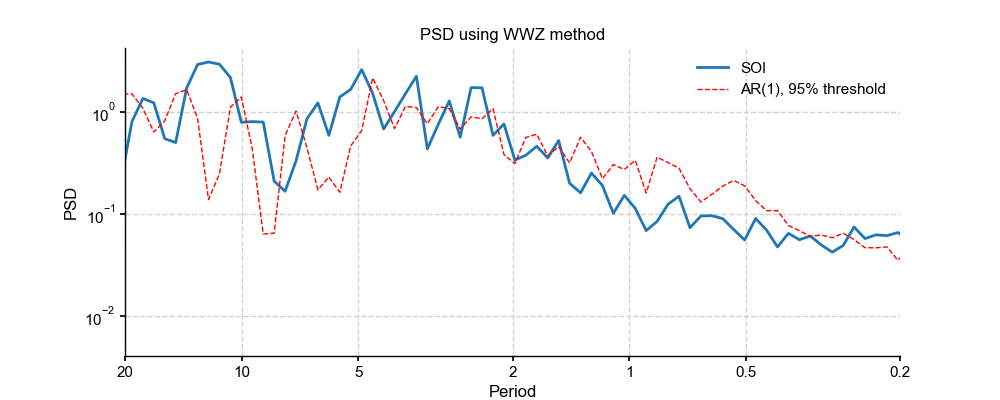 PSD using WWZ method
SOI
AR(1), 95% threshold
PSD
10⁰
10⁻¹
10⁻²
20 10 5 2 1 0.5 0.2
Period